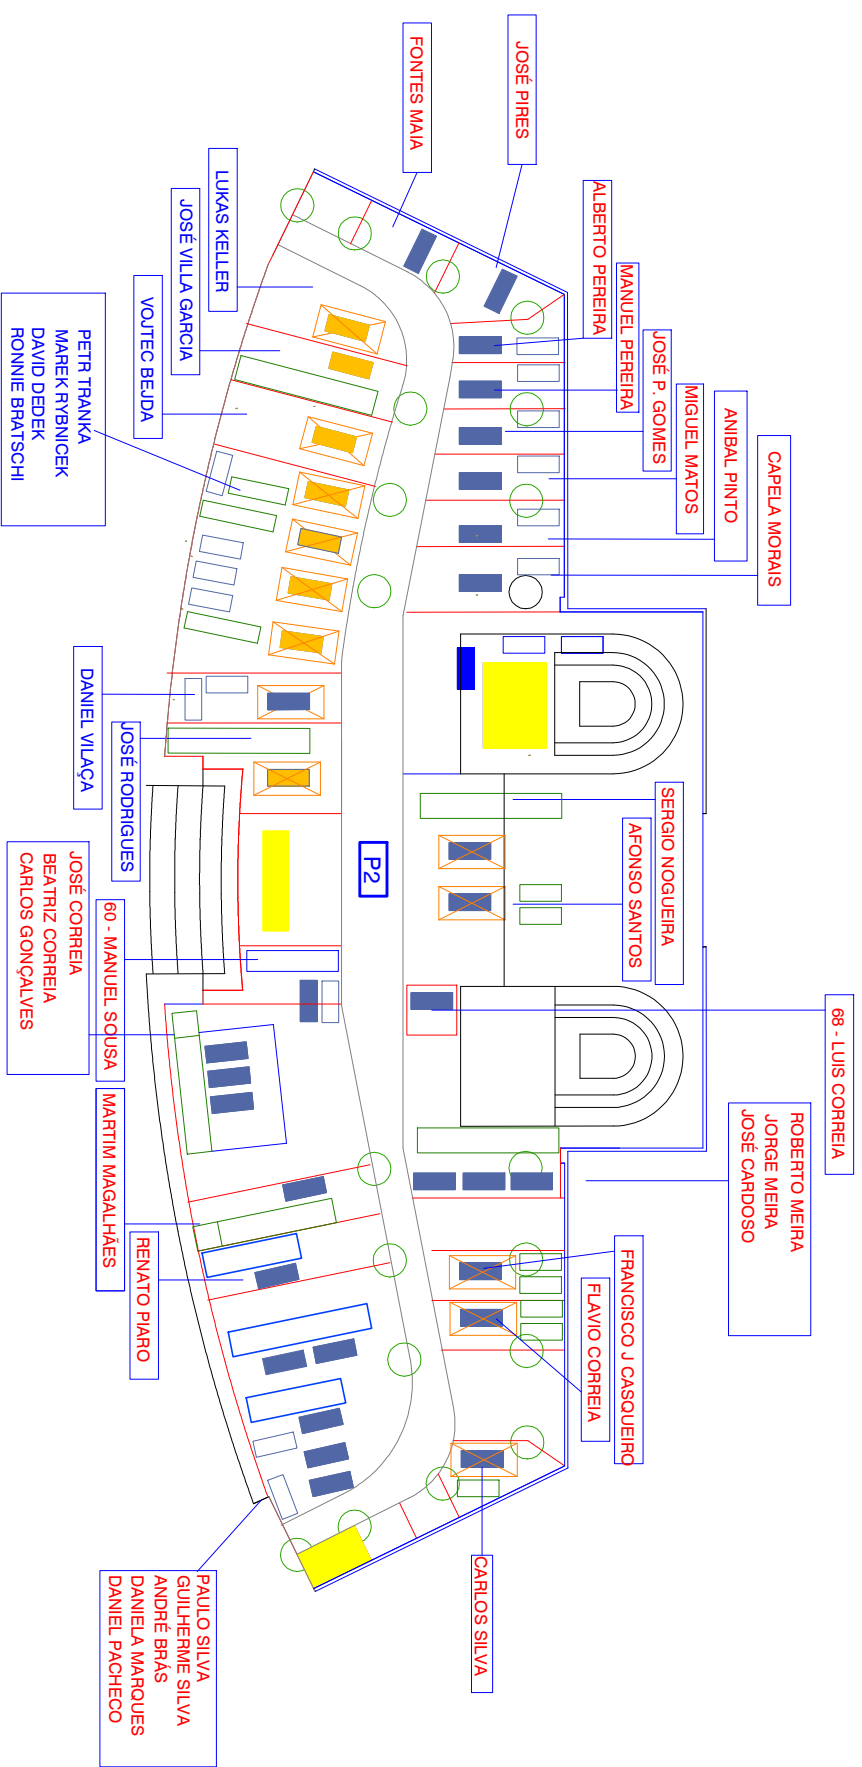 JOSÉ PIRES
FONTES MAIA
ALBERTO PEREIRA
MANUEL PEREIRA
JOSÉ P. GOMES
MIGUEL MATOS
ANIBAL PINTO
CAPELA MORAIS
LUKAS KELLER
JOSÉ VILLA GARCIA
VOJTEC BEJDA
PETR TRANKA
MAREK RYBNICEK
DAVID DEDEK
RONNIE BRATSCHI
DANIEL VILAÇA
JOSÉ RODRIGUES
P2
SERGIO NOGUEIRA
AFONSO SANTOS
JOSÉ CORREIA
BEATRIZ CORREIA
CARLOS GONÇALVES
60 - MANUEL SOUSA
68 - LUIS CORREIA
MARTIM MAGALHÃES
RENATO PIARO
ROBERTO MEIRA
JORGE MEIRA
JOSÉ CARDOSO
FRANCISCO J CASQUEIRO
FLAVIO CORREIA
CARLOS SILVA
PAULO SILVA
GUILHERME SILVA
ANDRÉ BRÁS
DANIELA MARQUES
DANIEL PACHECO